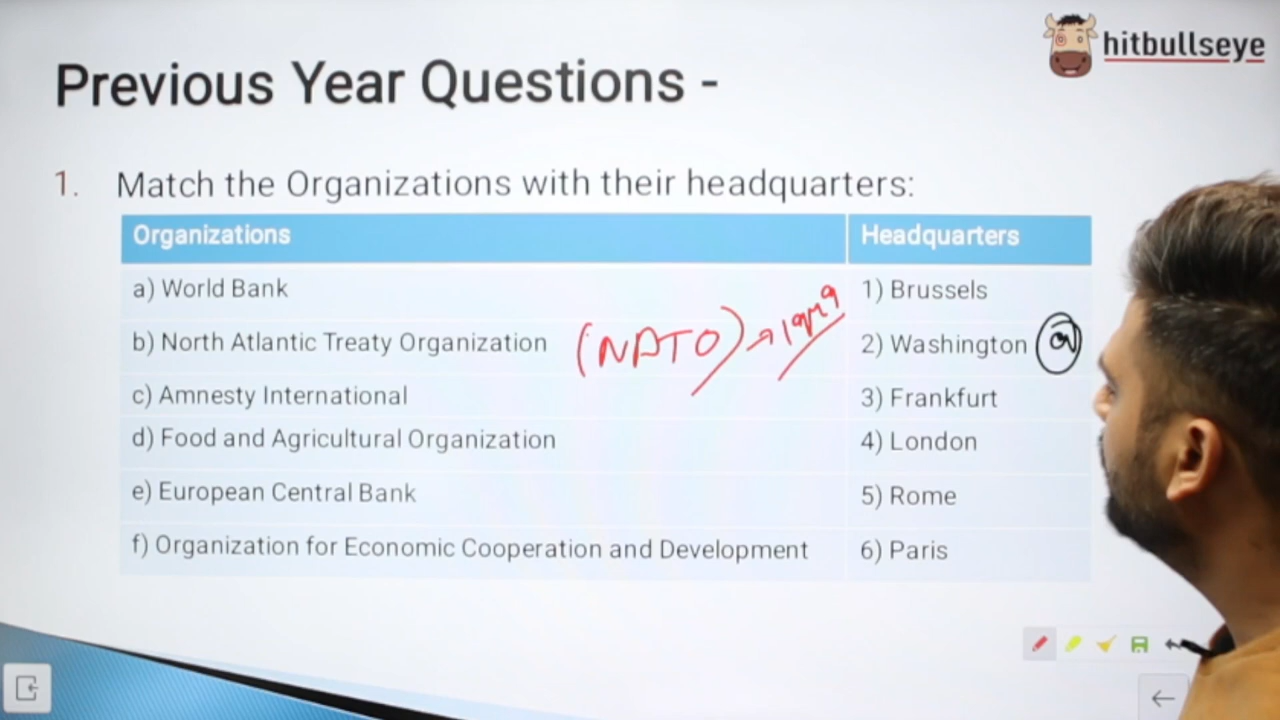 hitbullseye
Previous Year Questions -
1. Match the Organizations with their headquarters:
Organizations Headquarters
a) World Bank 1) Brussels
b) North Atlantic Treaty Organization (NATO) → 1949 2) Washington a
c) Amnesty International 3) Frankfurt
d) Food and Agricultural Organization 4) London
e) European Central Bank 5) Rome
f) Organization for Economic Cooperation and Development 6) Paris